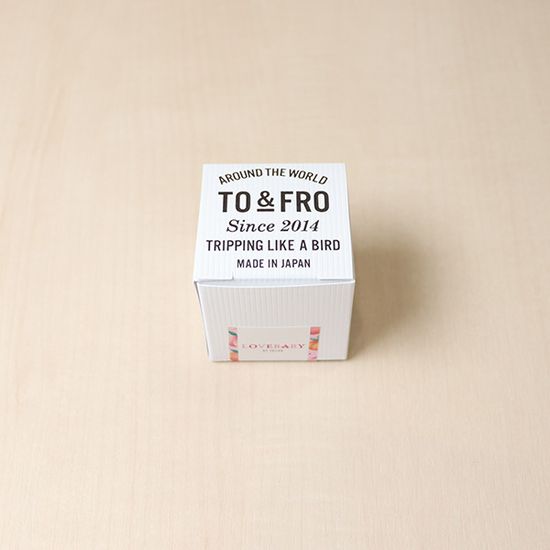 AROUND THE WORLD
TO & FRO
Since 2014
TRIPPING LIKE A BIRD
MADE IN JAPAN
LOVEBABY